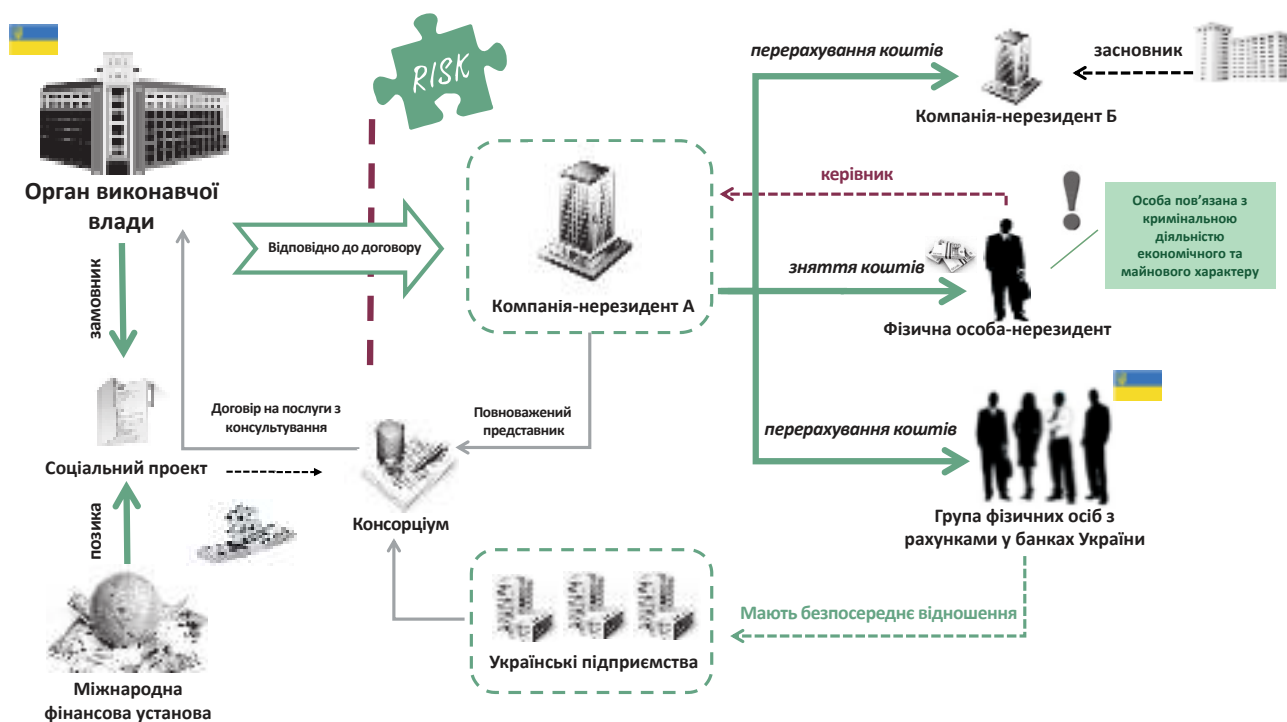 RISK
перерахування коштів
засновник
Компанія-нерезидент Б
Орган виконавчої
влади
керівник
Особа пов’язана з
кримінальною
діяльністю
економічного та
майнового характеру
Відповідно до договору
зняття коштів
Компанія-нерезидент А
Фізична особа-нерезидент
замовник
Договір на послуги з
консультування
Повноважений
представник
перерахування коштів
Соціальний проект
Консорціум
Група фізичних осіб з
рахунками у банках України
позика
Мають безпосереднє відношення
Українські підприємства
Міжнародна
фінансова установа